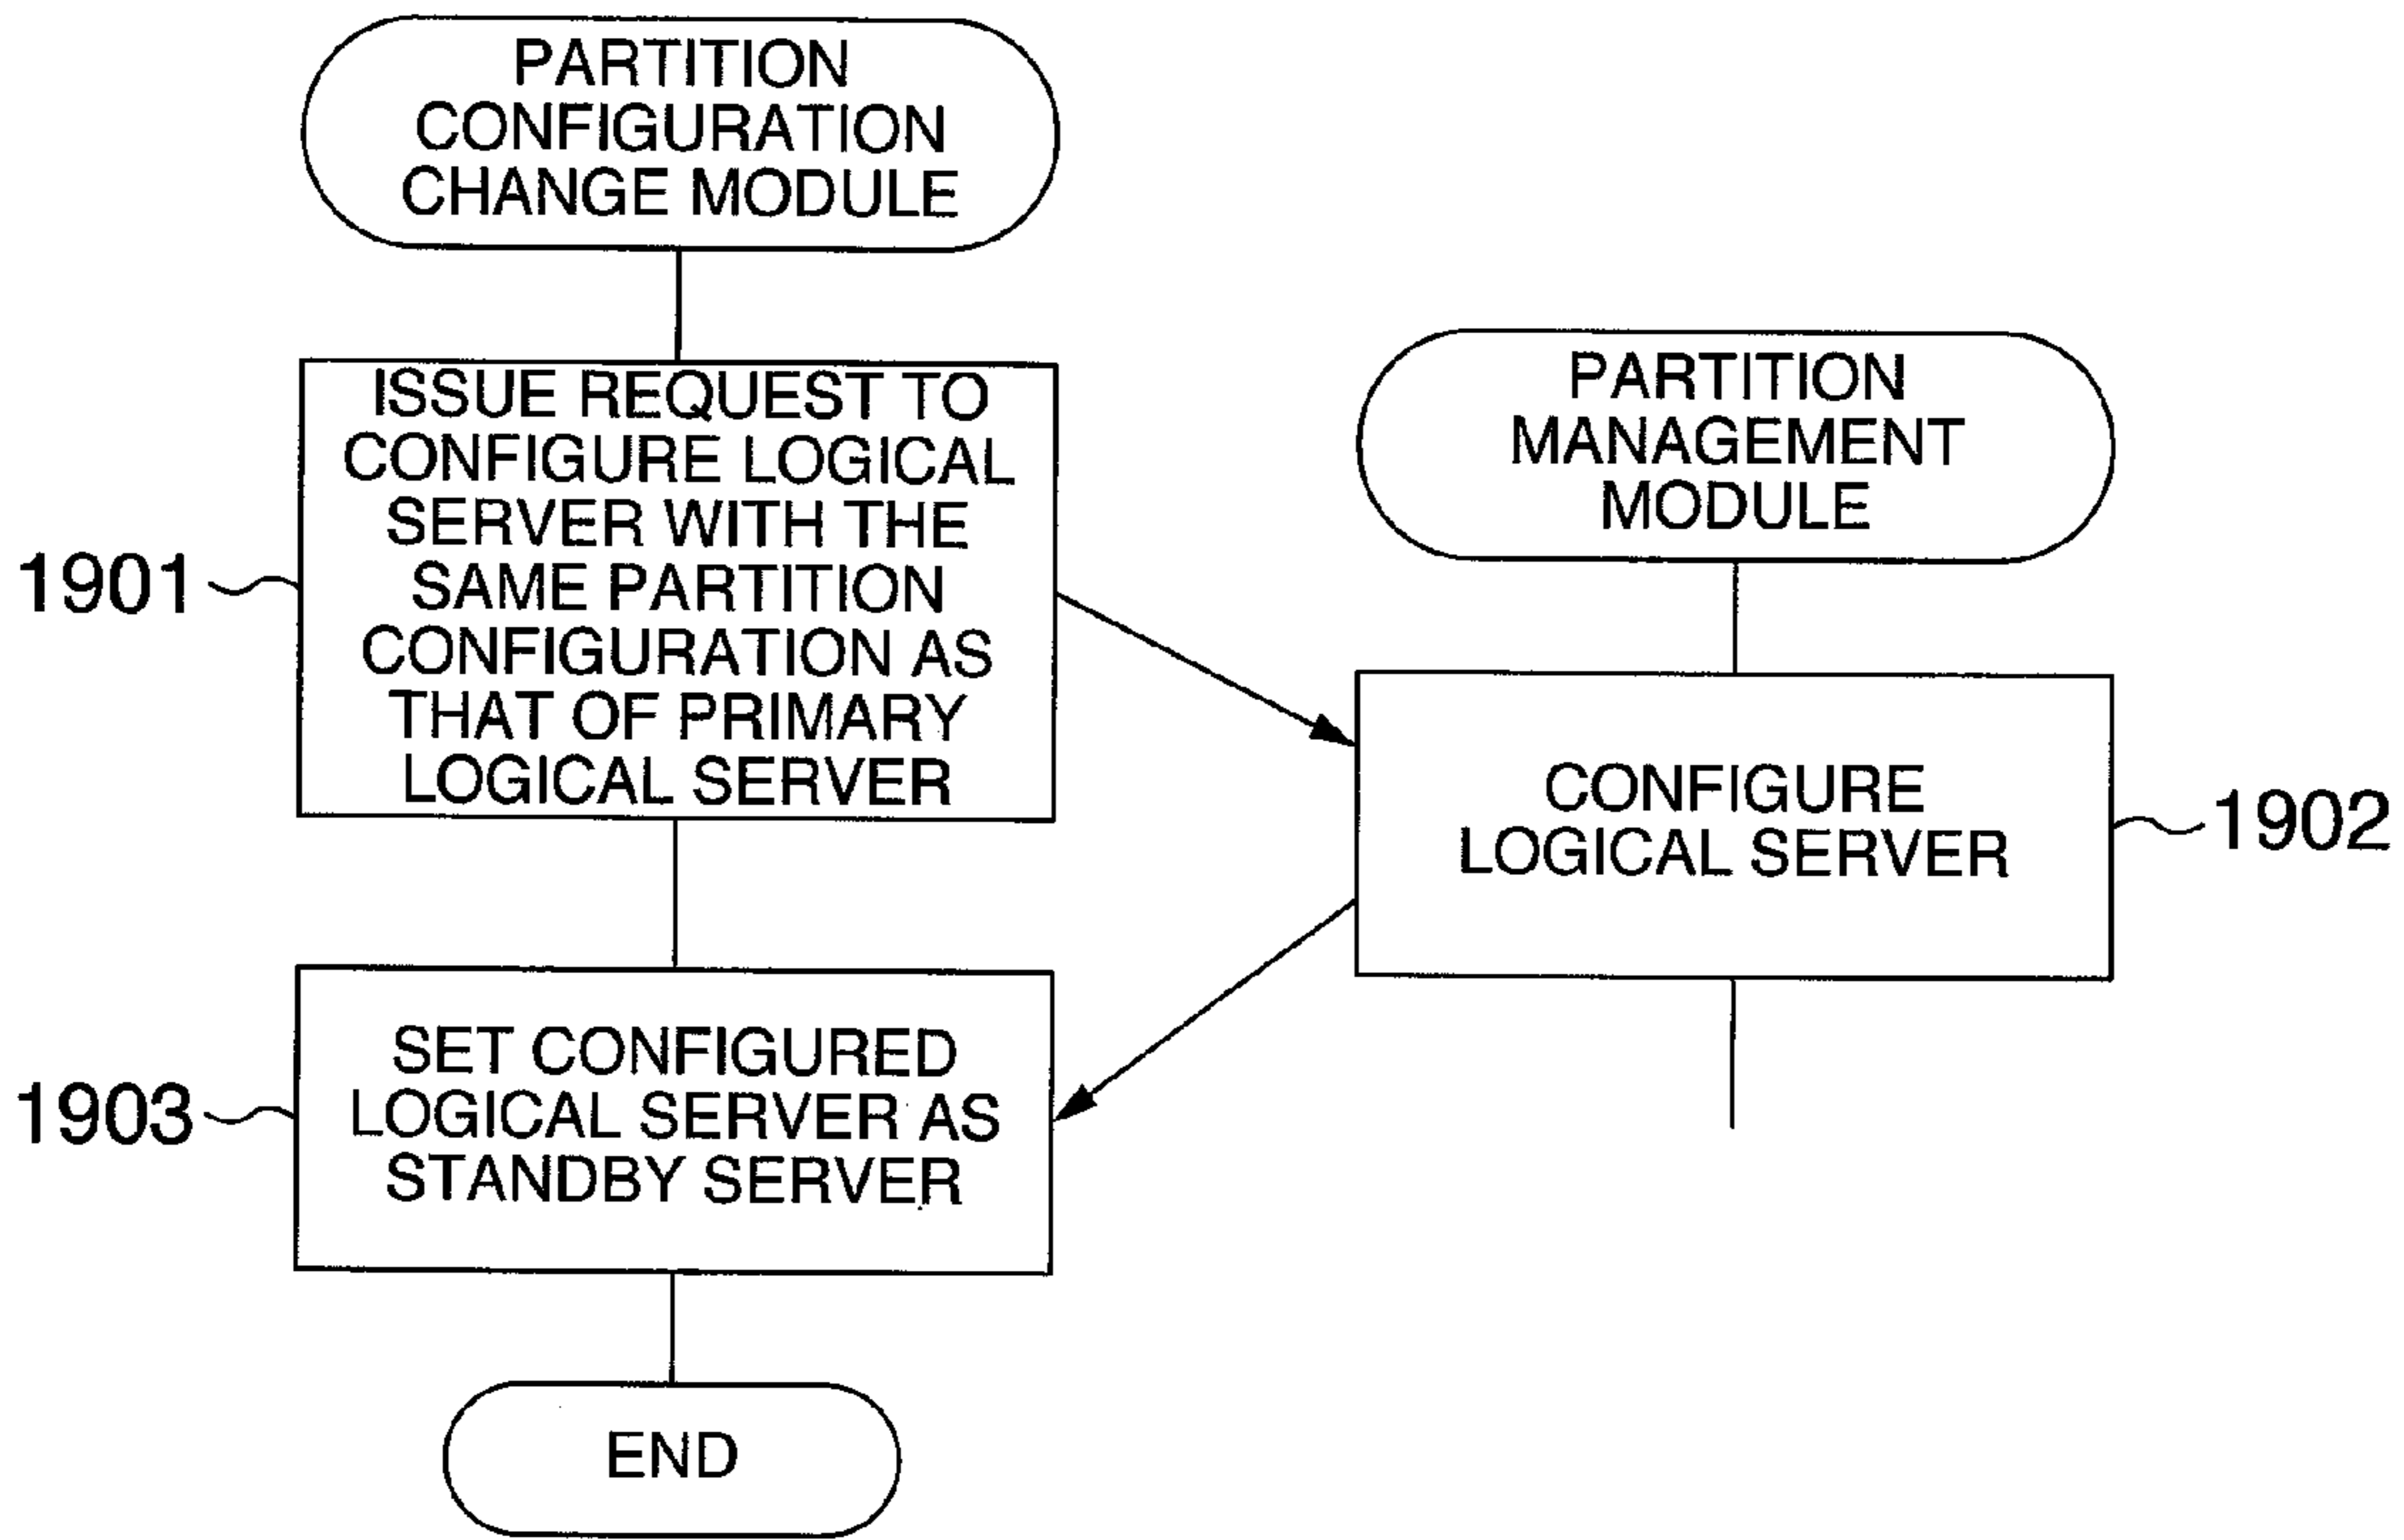 PARTITION
CONFIGURATION
CHANGE MODULE
1901
ISSUE REQUEST TO
CONFIGURE LOGICAL
SERVER WITH THE
SAME PARTITION
CONFIGURATION AS
THAT OF PRIMARY
LOGICAL SERVER
PARTITION
MANAGEMENT
MODULE
CONFIGURE
LOGICAL SERVER
1902
1903
SET CONFIGURED
LOGICAL SERVER AS
STANDBY SERVER
END